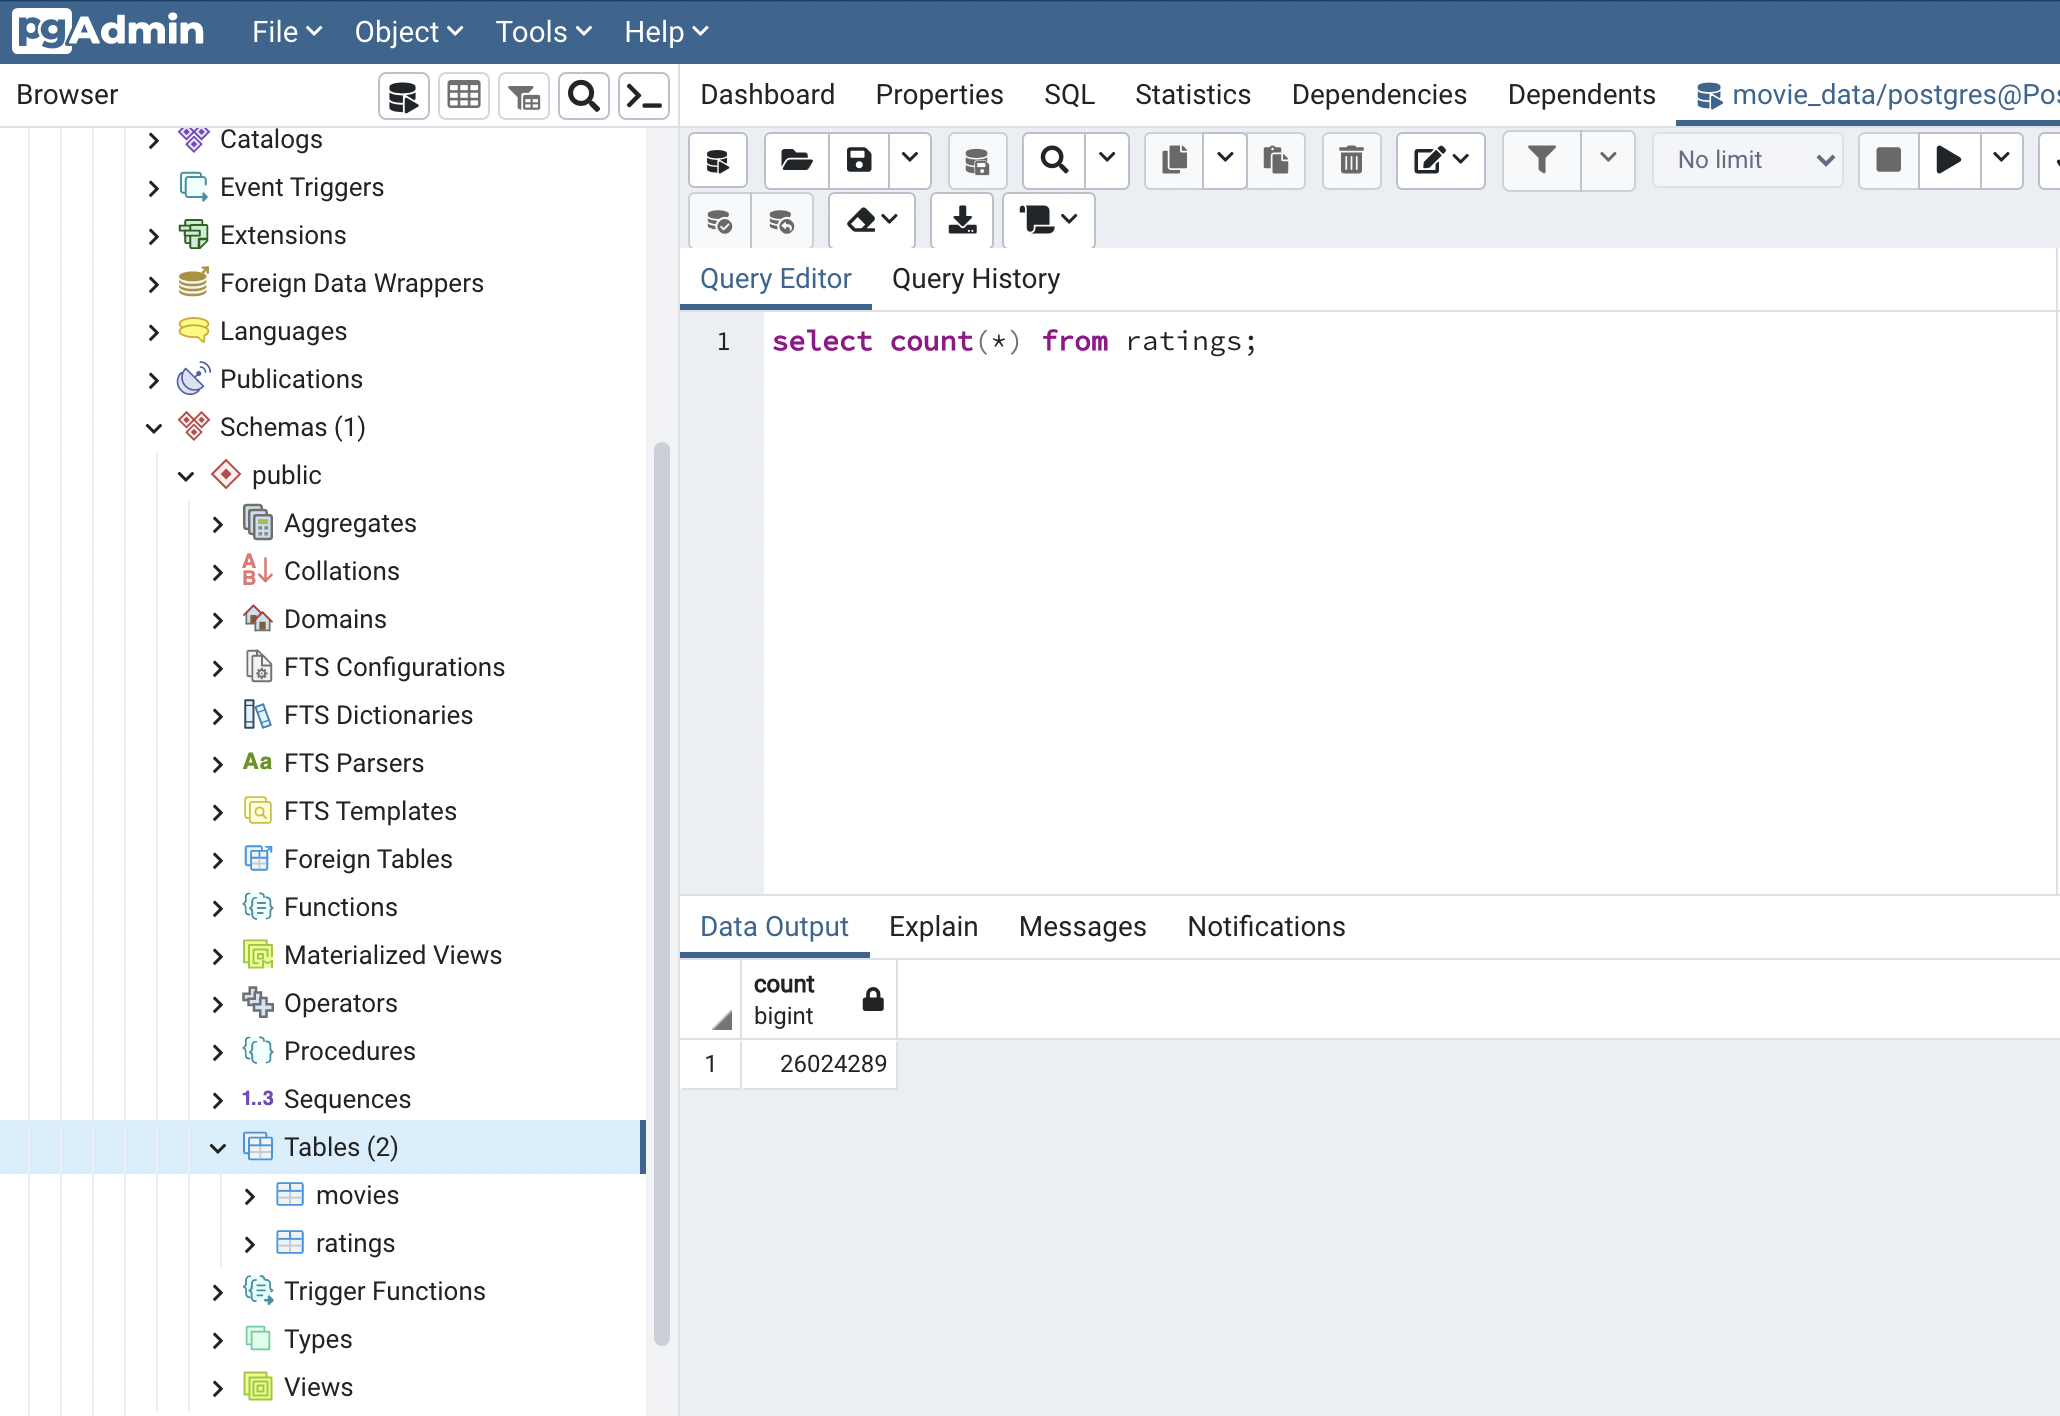 pgAdmin File Object Tools Help
Browser
Dashboard Properties SQL Statistics Dependencies Dependents movie_data/postgres@Pos
No limit
Catalogs
Event Triggers
Extensions
Foreign Data Wrappers
Languages
Publications
Schemas (1)
public
Aggregates
Collations
Domains
FTS Configurations
FTS Dictionaries
Aa FTS Parsers
FTS Templates
Foreign Tables
Functions
Materialized Views
Operators
Procedures
1..3 Sequences
Tables (2)
movies
ratings
Trigger Functions
Types
Views
Query Editor Query History
1 select count(*) from ratings;
Data Output Explain Messages Notifications
count
bigint
1 26024289